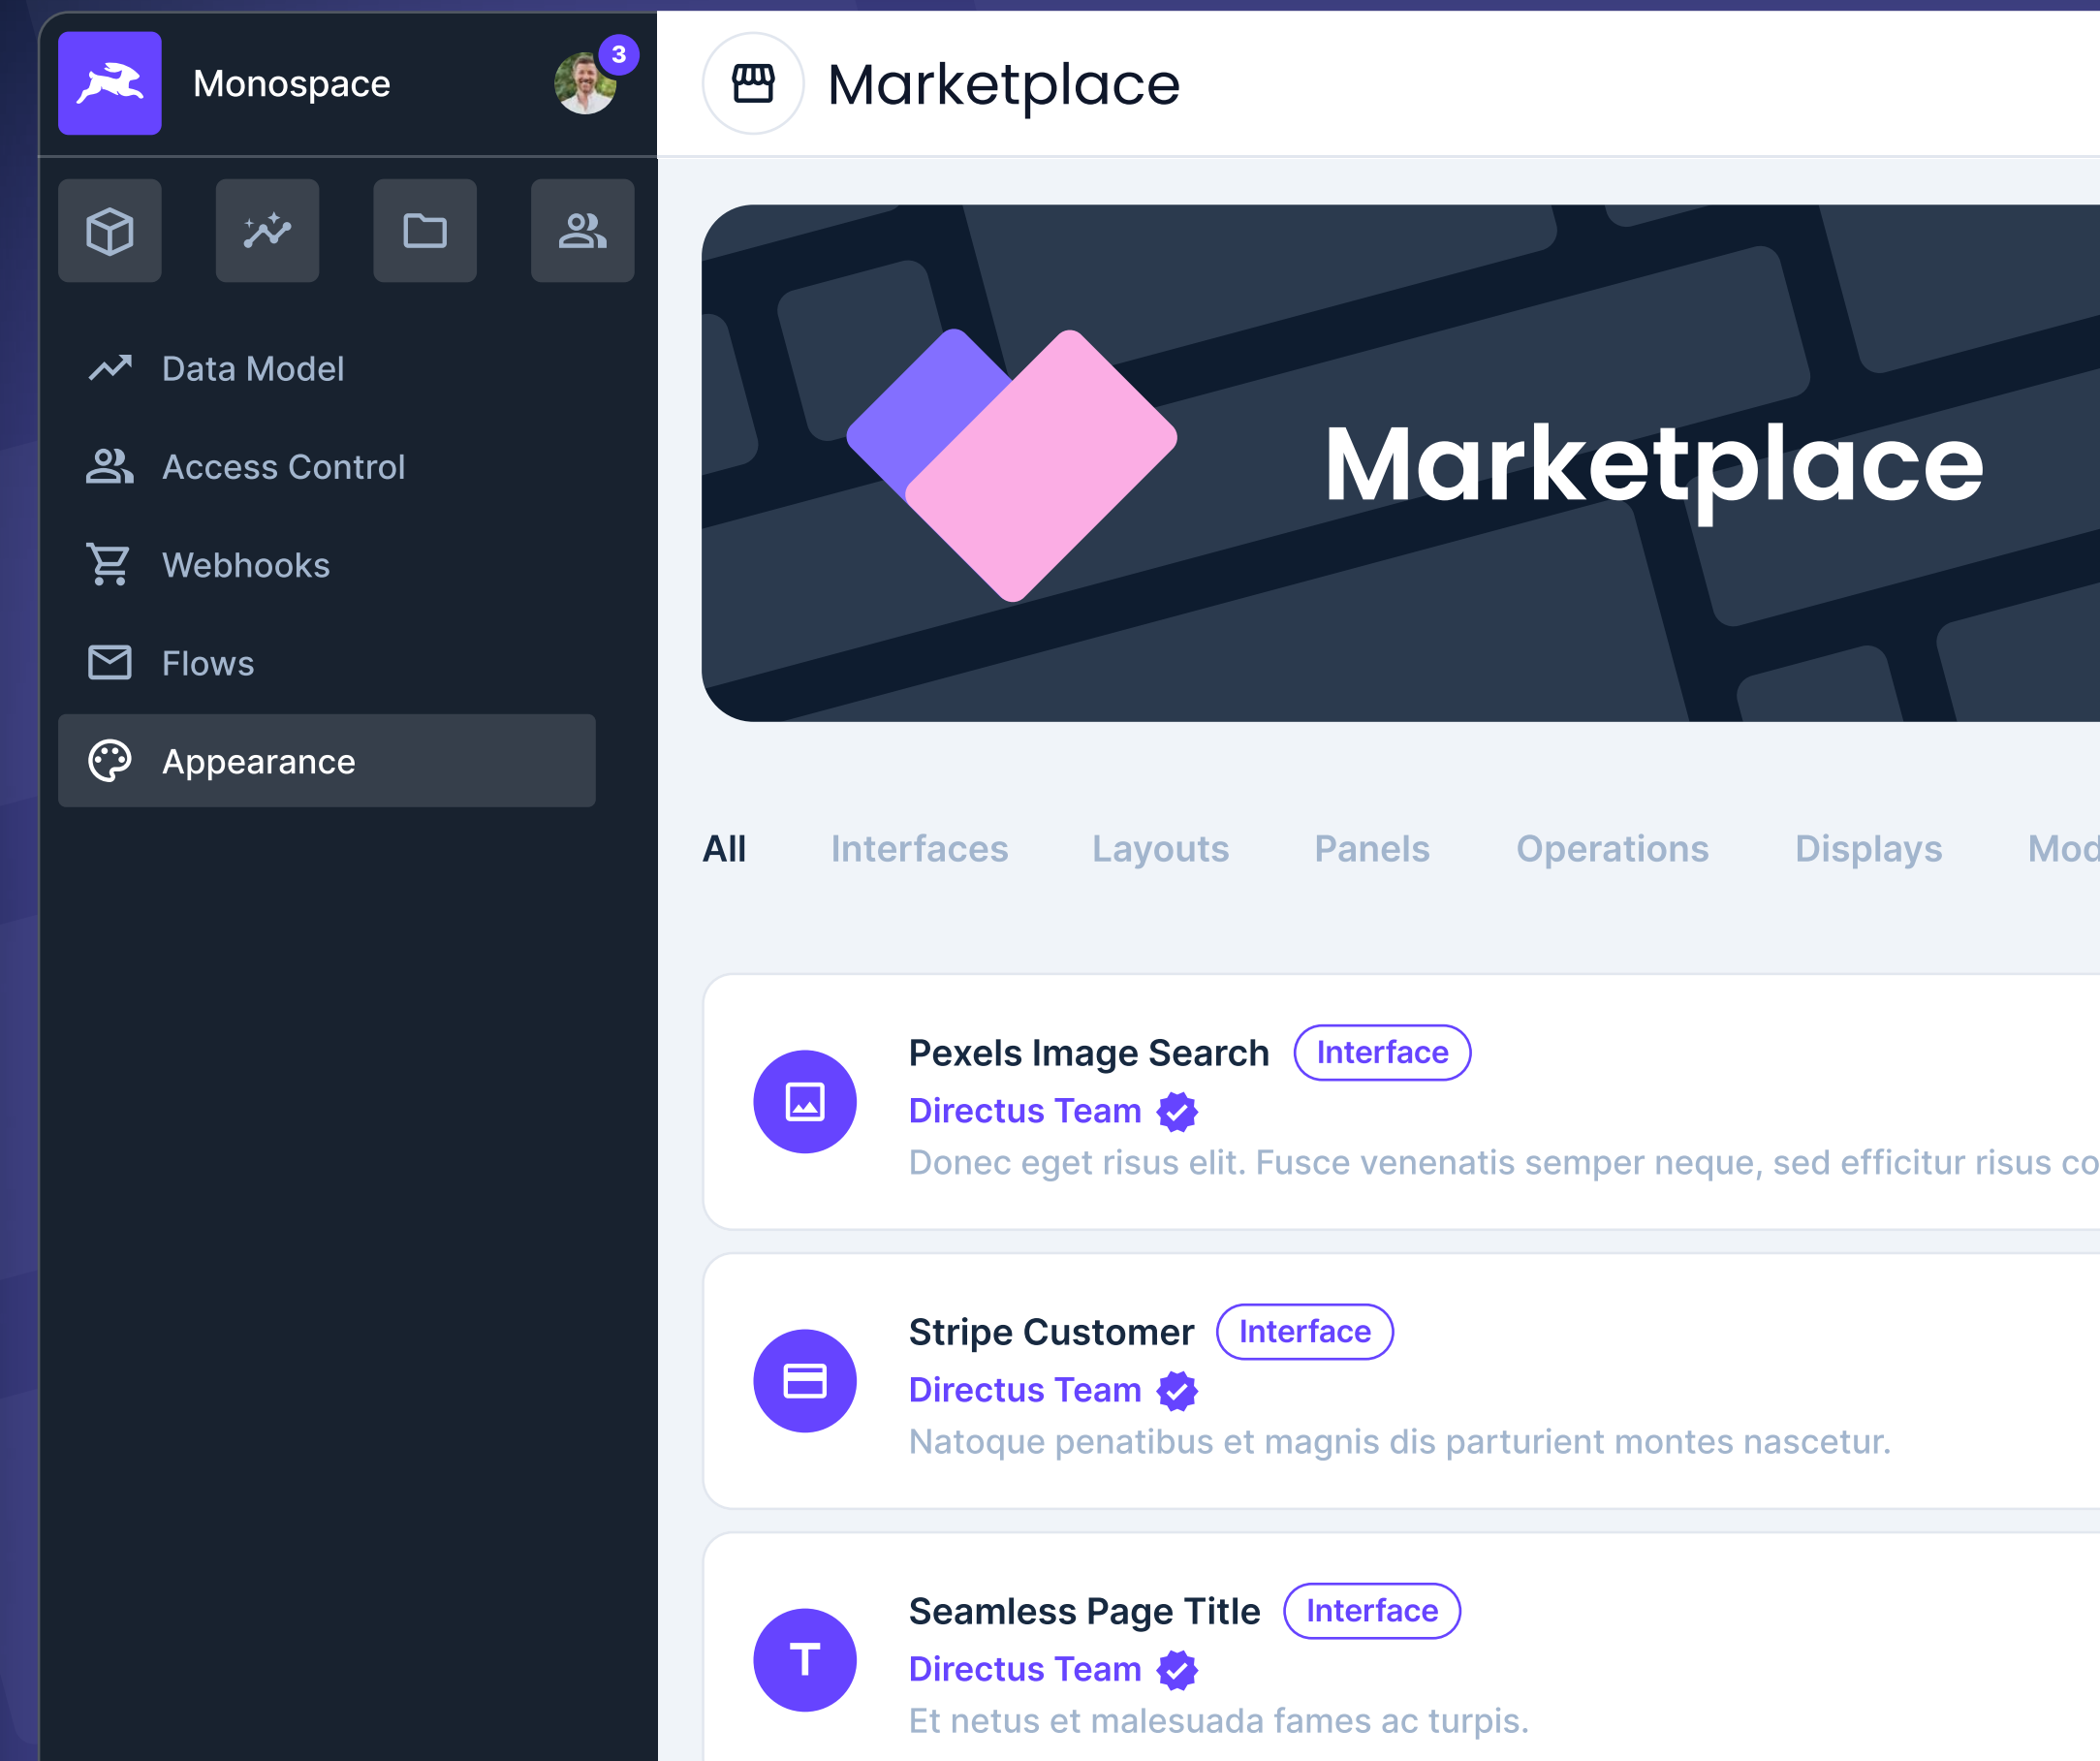 Monospace
3
Marketplace
Data Model
Access Control
Webhooks
Flows
Appearance
Marketplace
All Interfaces Layouts Panels Operations Displays Mod
Pexels Image Search Interface
Directus Team
Donec eget risus elit. Fusce venenatis semper neque, sed efficitur risus co
Stripe Customer Interface
Directus Team
Natoque penatibus et magnis dis parturient montes nascetur.
T
Seamless Page Title Interface
Directus Team
Et netus et malesuada fames ac turpis.